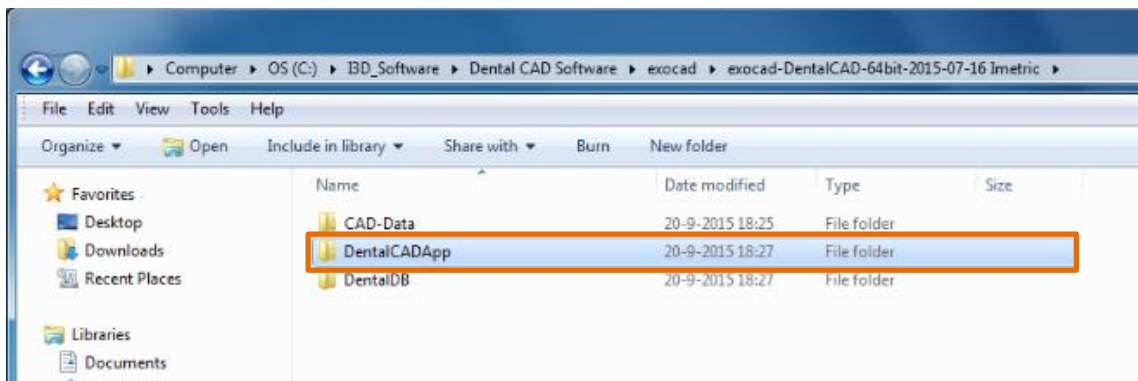 Computer ▸ OS (C:) ▸ I3D_Software ▸ Dental CAD Software ▸ exocad ▸ exocad-DentalCAD-64bit-2015-07-16 Imetric ▸
File Edit View Tools Help
Organize ▾ Open Include in library ▾ Share with ▾ Burn New folder
Favorites
Desktop
Downloads
Recent Places
Libraries
Documents
Name Date modified Type Size
CAD-Data 20-9-2015 18:25 File folder
DentalCADApp 20-9-2015 18:27 File folder
DentalDB 20-9-2015 18:27 File folder